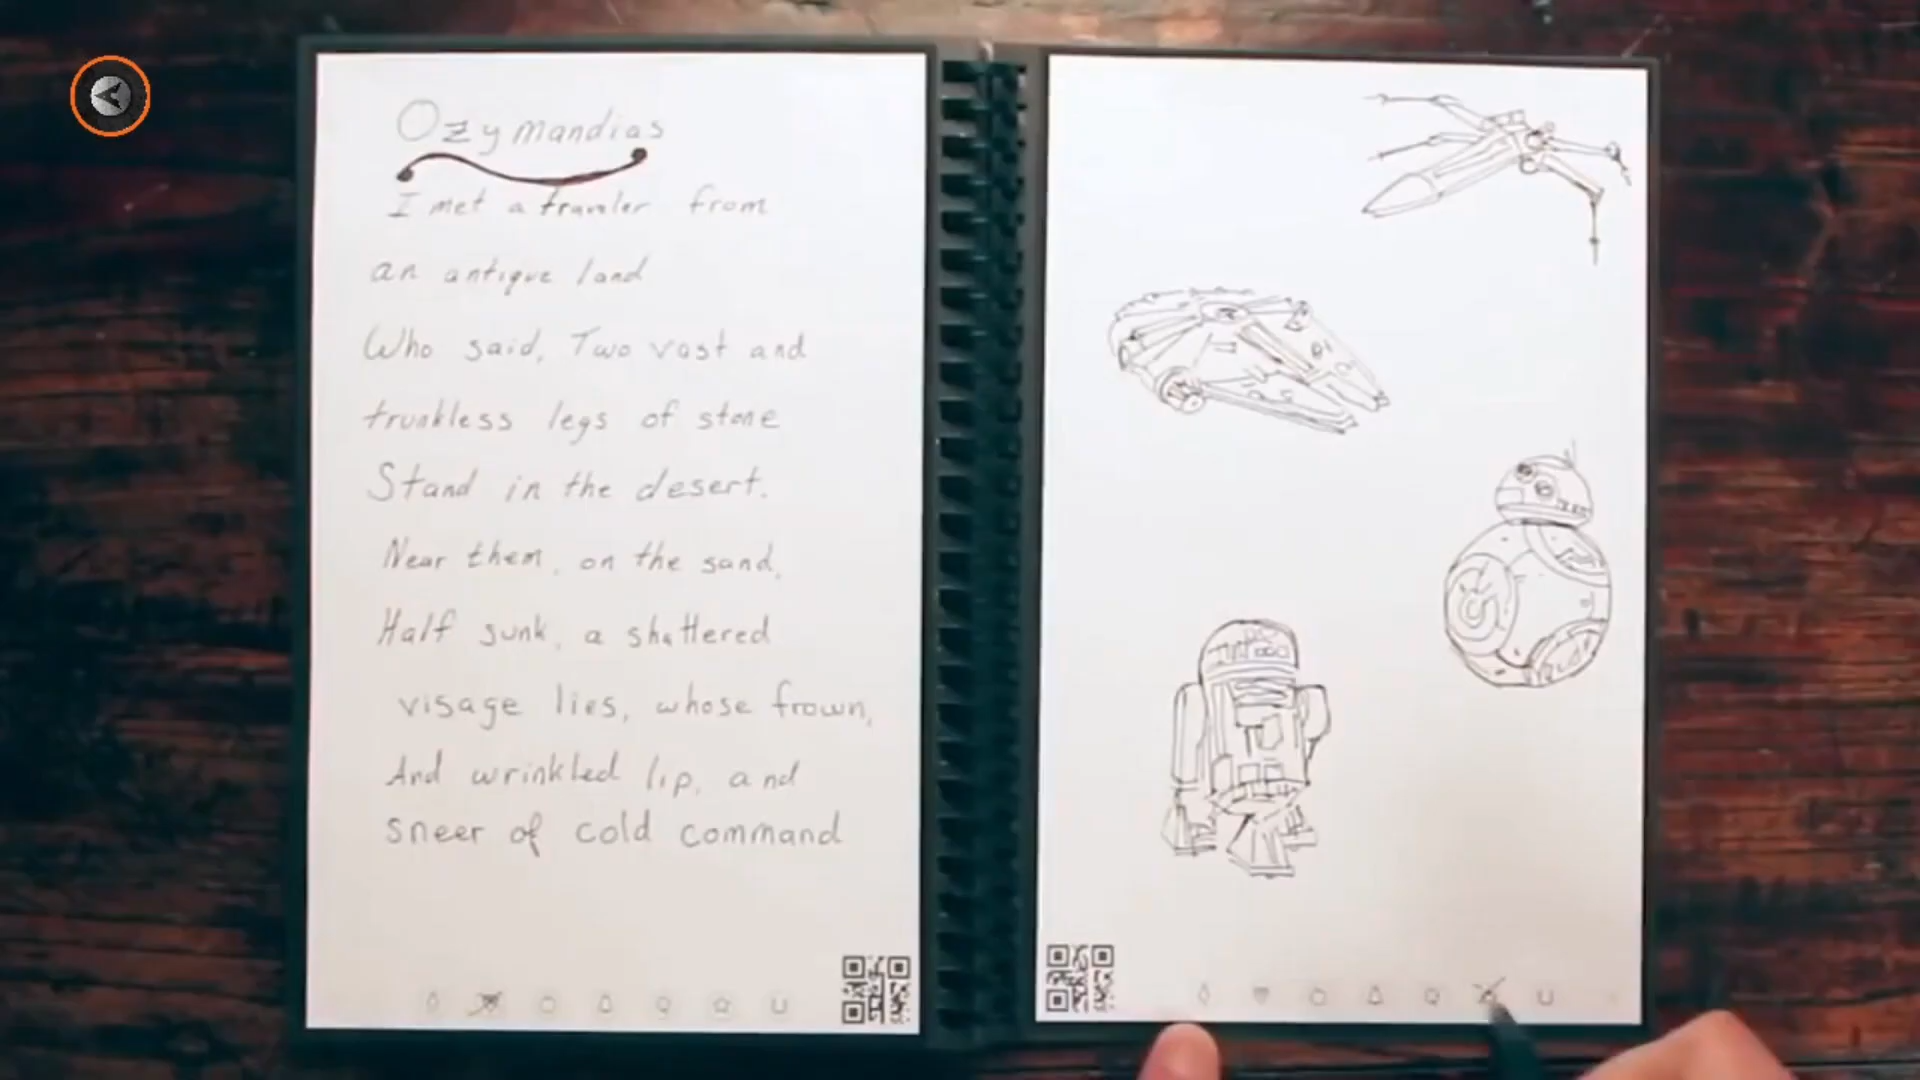 Ozymandias
I met a traveler from
an antique land
Who said, Two vast and
trunkless legs of stone
Stand in the desert.
Near them, on the sand,
Half sunk, a shattered
visage lies, whose frown,
And wrinkled lip, and
sneer of cold command